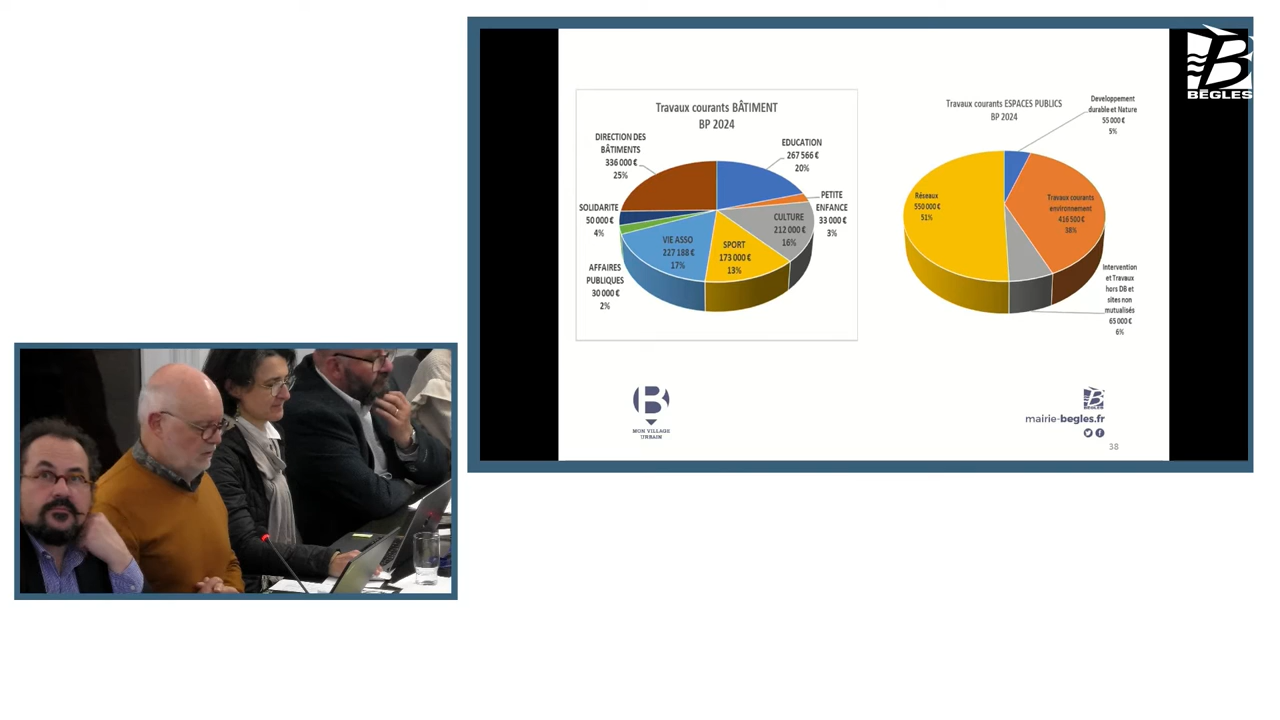 BÈGLES
Travaux courants BÂTIMENT
BP 2024
DIRECTION DES
BÂTIMENTS
336 000 €
25%
EDUCATION
267 566 €
20%
PETITE
ENFANCE
33 000 €
3%
CULTURE
212 000 €
16%
SPORT
173 000 €
13%
VIE ASSO
227 188 €
17%
AFFAIRES
PUBLIQUES
30 000 €
2%
SOLIDARITE
50 000 €
4%
Travaux courants ESPACES PUBLICS
BP 2024
Developpement
durable et Nature
55 000 €
5%
Travaux courants
environnement
416 500 €
38%
Intervention
et Travaux
hors DB et
sites non
mutualisés
65 000 €
6%
Réseaux
550 000 €
51%
B
MON VILLAGE
URBAIN
BÈGLES
mairie-begles.fr
38